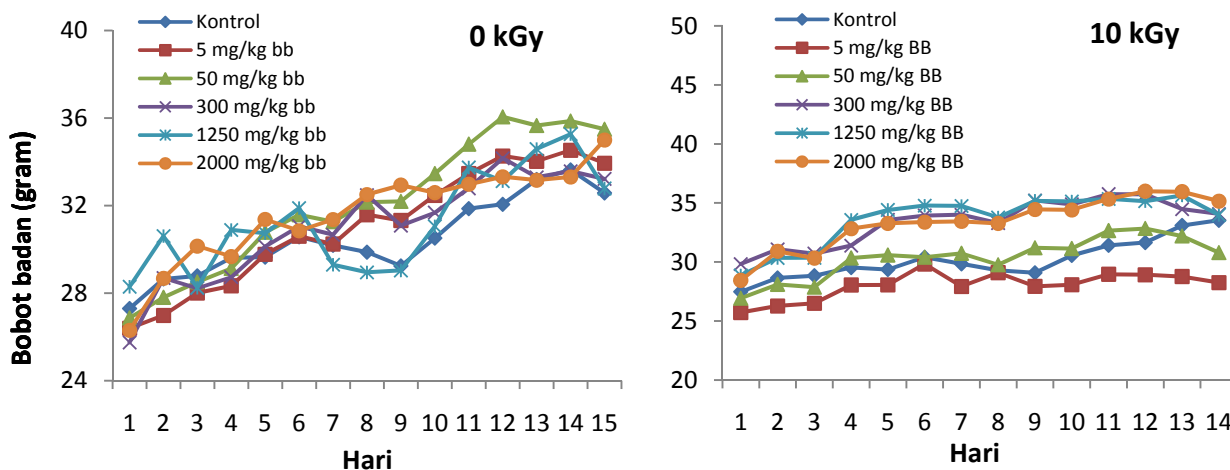 Bobot badan (gram)
0 kGy
Kontrol
5 mg/kg bb
50 mg/kg bb
300 mg/kg bb
1250 mg/kg bb
2000 mg/kg bb
40
36
32
28
24
1 2 3 4 5 6 7 8 9 10 11 12 13 14 15
Hari
10 kGy
Kontrol
5 mg/kg BB
50 mg/kg BB
300 mg/kg BB
1250 mg/kg BB
2000 mg/kg BB
50
45
40
35
30
25
20
1 2 3 4 5 6 7 8 9 10 11 12 13 14
Hari